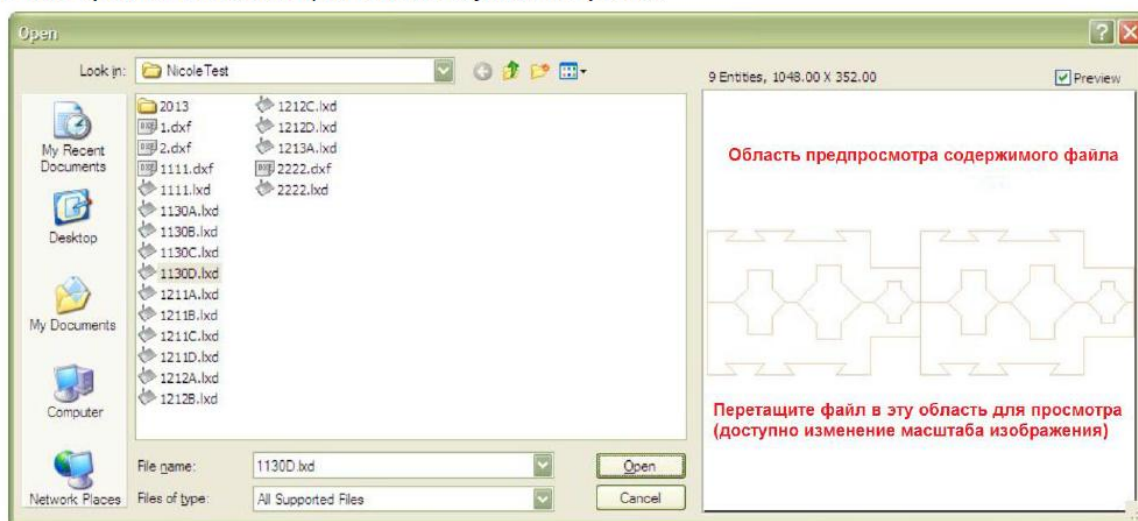 Open
Look in:
NicoleTest
9 Entities, 1048.00 X 352.00
Preview
My Recent
Documents
Desktop
My Documents
Computer
Network Places
2013
1.dxf
2.dxf
1111.dxf
1111.lxd
1130A.lxd
1130B.lxd
1130C.lxd
1130D.lxd
1211A.lxd
1211B.lxd
1211C.lxd
1211D.lxd
1212A.lxd
1212B.lxd
1212C.lxd
1212D.lxd
1213A.lxd
2222.dxf
2222.lxd
Область предпросмотра содержимого файла
Перетащите файл в эту область для просмотра
(доступно изменение масштаба изображения)
File name:
1130D.lxd
Open
Files of type:
All Supported Files
Cancel